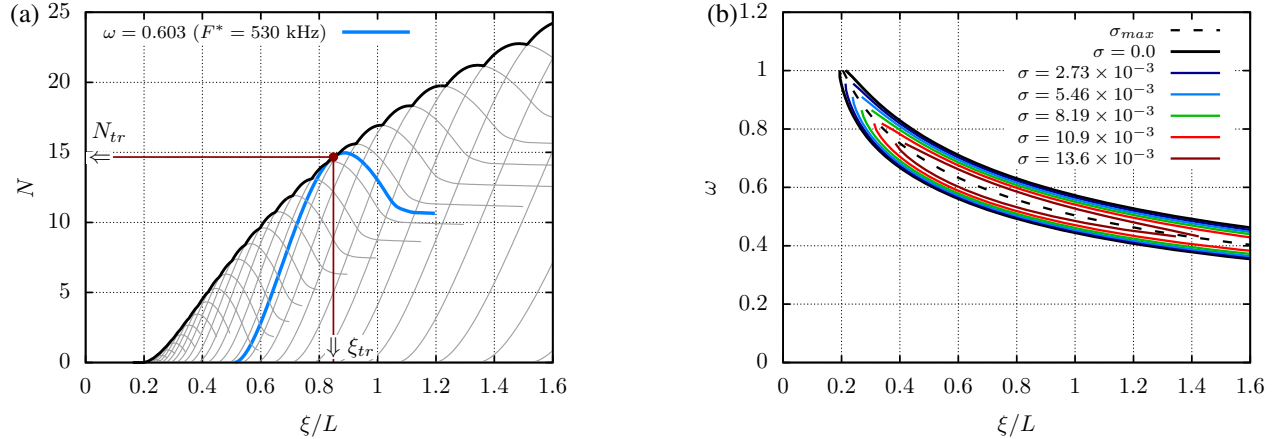 (a)
25
20
15
10
5
0
N
ω = 0.603 (F* = 530 kHz)
N_tr
⇐
⇓ ξ_tr
0 0.2 0.4 0.6 0.8 1 1.2 1.4 1.6
ξ/L
(b)
1.2
1
0.8
0.6
0.4
0.2
0
ω
σ_max
σ = 0.0
σ = 2.73 × 10⁻³
σ = 5.46 × 10⁻³
σ = 8.19 × 10⁻³
σ = 10.9 × 10⁻³
σ = 13.6 × 10⁻³
0 0.2 0.4 0.6 0.8 1 1.2 1.4 1.6
ξ/L